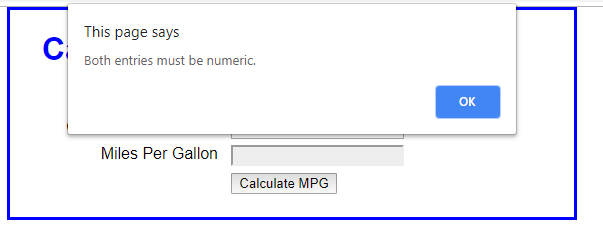 This page says
Both entries must be numeric.
OK
Miles Per Gallon
Calculate MPG